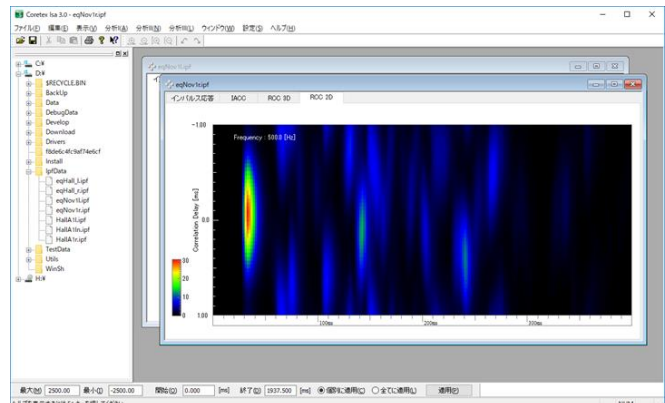 Coretex Isa 3.0 - eqNov1r.ipf
ファイル(F) 編集(E) 表示(V) 分析I(A) 分析II(N) 分析III(L) ウィンドウ(W) 設定(S) ヘルプ(H)
C:¥
D:¥
$RECYCLE.BIN
BackUp
Data
DebugData
Develop
Download
Drivers
f8de6c4fc9af74e6cf
Install
IpfData
eqHall_l.ipf
eqHall_r.ipf
eqNov1l.ipf
eqNov1r.ipf
HallA1l.ipf
HallA1ln.ipf
HallA1r.ipf
TestData
Utils
WinSh
H:¥
eqNov1l.ipf
eqNov1r.ipf
インパルス応答 IACC RCC 3D RCC 2D
Frequency : 500.0 [Hz]
-1.00
0.0
1.00
Correlation Delay [ms]
30
20
10
0
100ms
200ms
300ms
最大(M) 2500.00 最小(I) -2500.00 開始(G) 0.000 [ms] 終了(Q) 1937.500 [ms] 個別に適用(C) 全てに適用(L) 適用(P)